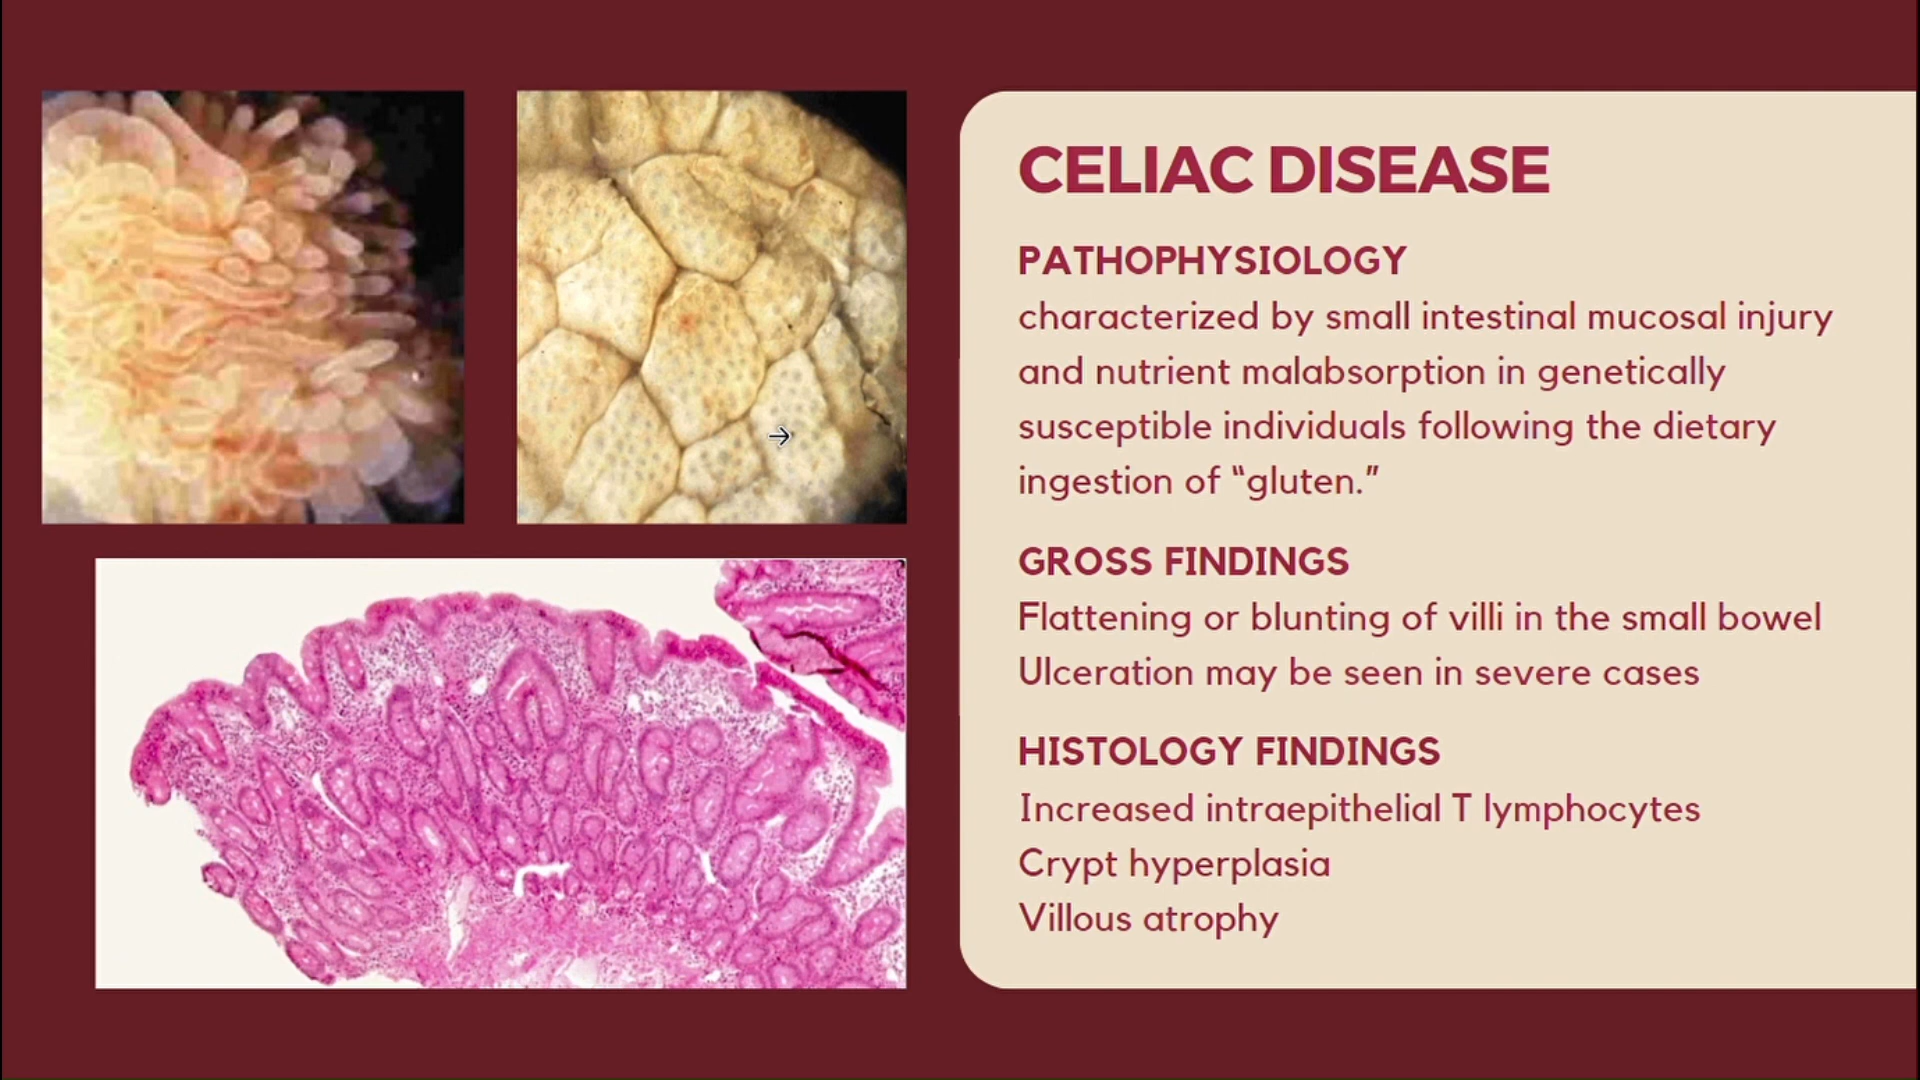 CELIAC DISEASE
PATHOPHYSIOLOGY
characterized by small intestinal mucosal injury
and nutrient malabsorption in genetically
susceptible individuals following the dietary
ingestion of “gluten.”
GROSS FINDINGS
Flattening or blunting of villi in the small bowel
Ulceration may be seen in severe cases
HISTOLOGY FINDINGS
Increased intraepithelial T lymphocytes
Crypt hyperplasia
Villous atrophy